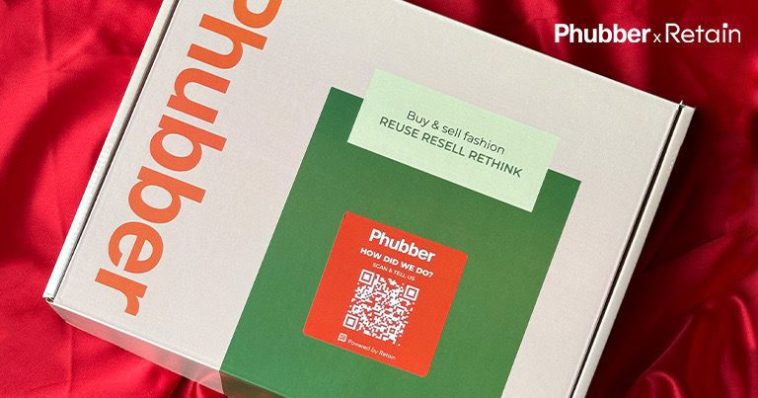 Phubber x Retain
Phubber
Buy & sell fashion
REUSE RESELL RETHINK
Phubber
HOW DID WE DO?
SCAN & TELL US
Powered by Retain